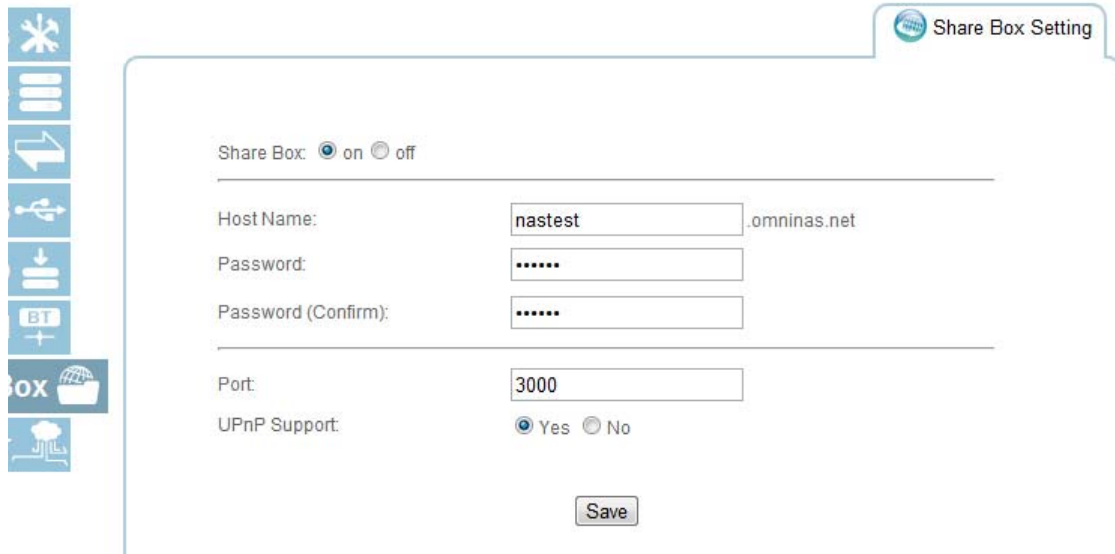 Share Box Setting
Share Box: on off
Host Name: nastest .omninas.net
Password: ••••••
Password (Confirm): ••••••
BT
Box
Port: 3000
UPnP Support: Yes No
Save